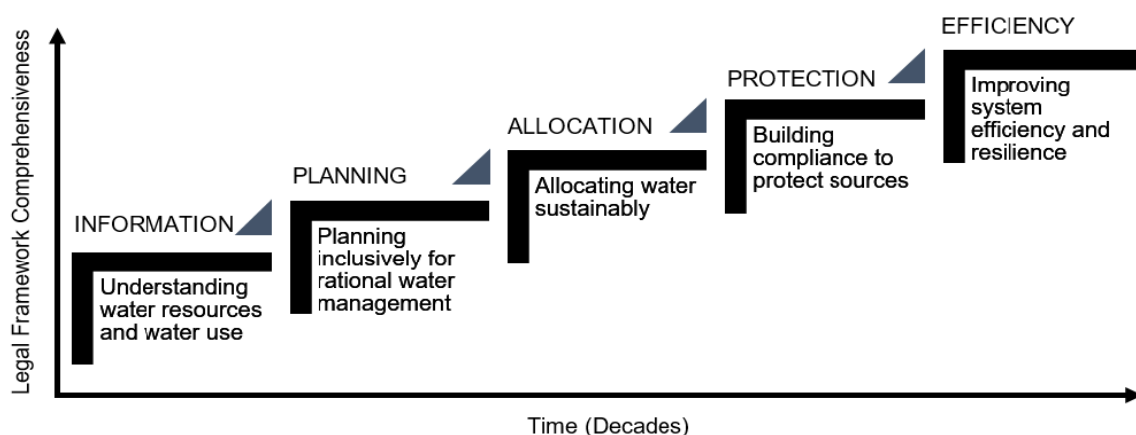 EFFICIENCY
Improving
system
efficiency and
resilience
PROTECTION
Building
compliance to
protect sources
ALLOCATION
Allocating water
sustainably
PLANNING
Planning
inclusively for
rational water
management
INFORMATION
Understanding
water resources
and water use
Legal Framework Comprehensiveness
Time (Decades)